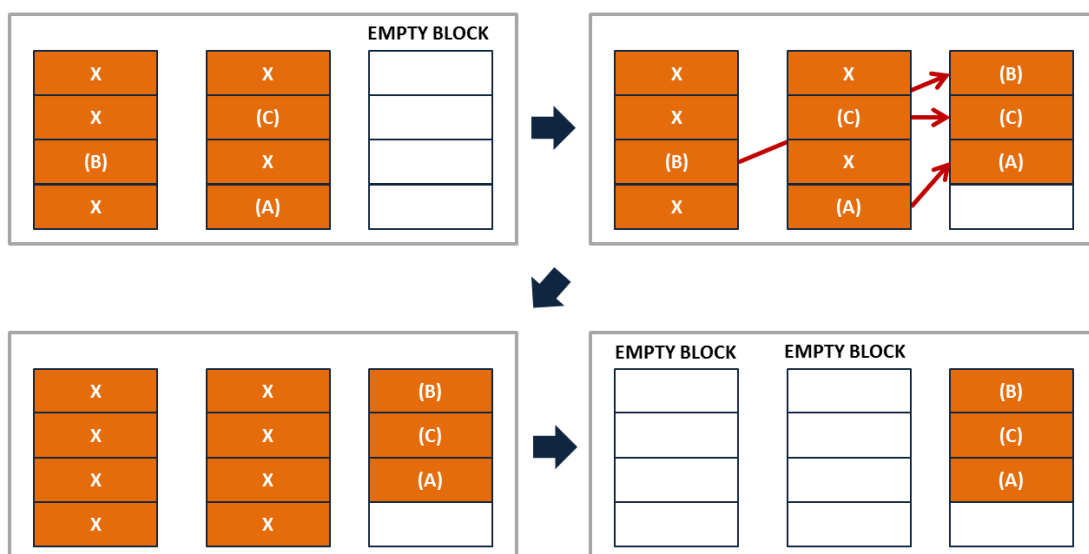 EMPTY BLOCK
X X
X (C)
(B) X
X (A)
X X (B)
X (C) (C)
(B) X (A)
X (A)
X X (B)
X X (C)
X X (A)
X X
EMPTY BLOCK EMPTY BLOCK
(B)
(C)
(A)